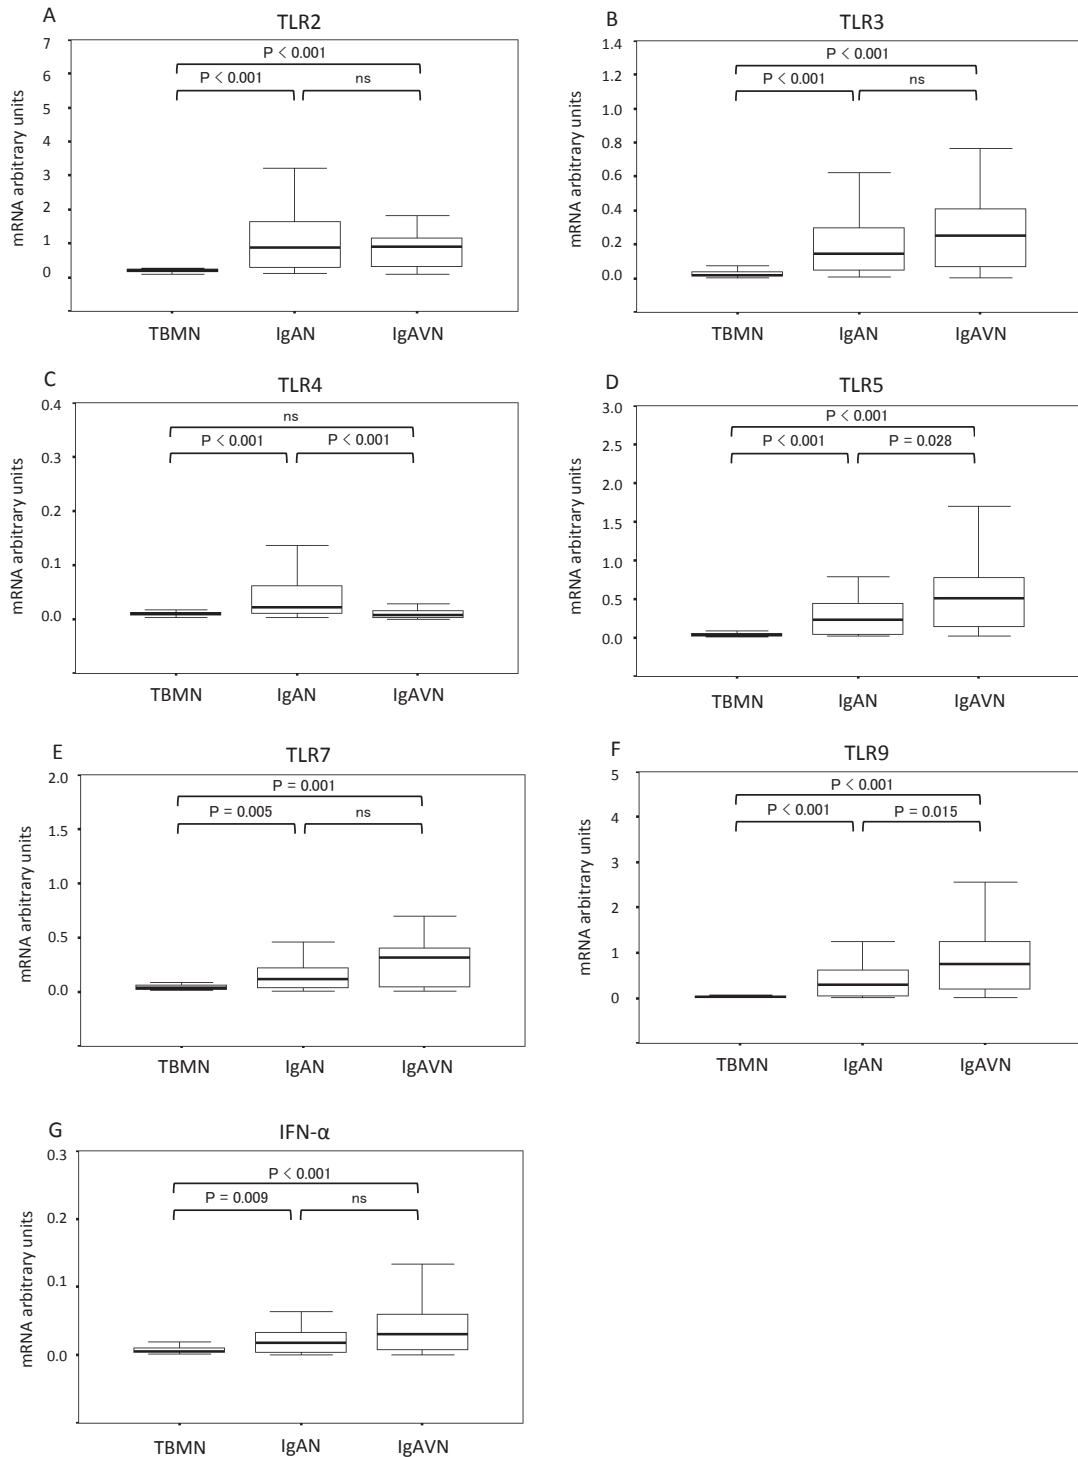 A
TLR2
mRNA arbitrary units
7
6
5
4
3
2
1
0
P < 0.001
P < 0.001
ns
TBMN
IgAN
IgAVN
B
TLR3
mRNA arbitrary units
1.4
1.2
1.0
0.8
0.6
0.4
0.2
0.0
P < 0.001
P < 0.001
ns
TBMN
IgAN
IgAVN
C
TLR4
mRNA arbitrary units
0.4
0.3
0.2
0.1
0.0
ns
P < 0.001
P < 0.001
TBMN
IgAN
IgAVN
D
TLR5
mRNA arbitrary units
3.0
2.5
2.0
1.5
1.0
0.5
0.0
P < 0.001
P < 0.001
P = 0.028
TBMN
IgAN
IgAVN
E
TLR7
mRNA arbitrary units
2.0
1.5
1.0
0.5
0.0
P = 0.001
P = 0.005
ns
TBMN
IgAN
IgAVN
F
TLR9
mRNA arbitrary units
5
4
3
2
1
0
P < 0.001
P < 0.001
P = 0.015
TBMN
IgAN
IgAVN
G
IFN-α
mRNA arbitrary units
0.3
0.2
0.1
0.0
P < 0.001
P = 0.009
ns
TBMN
IgAN
IgAVN